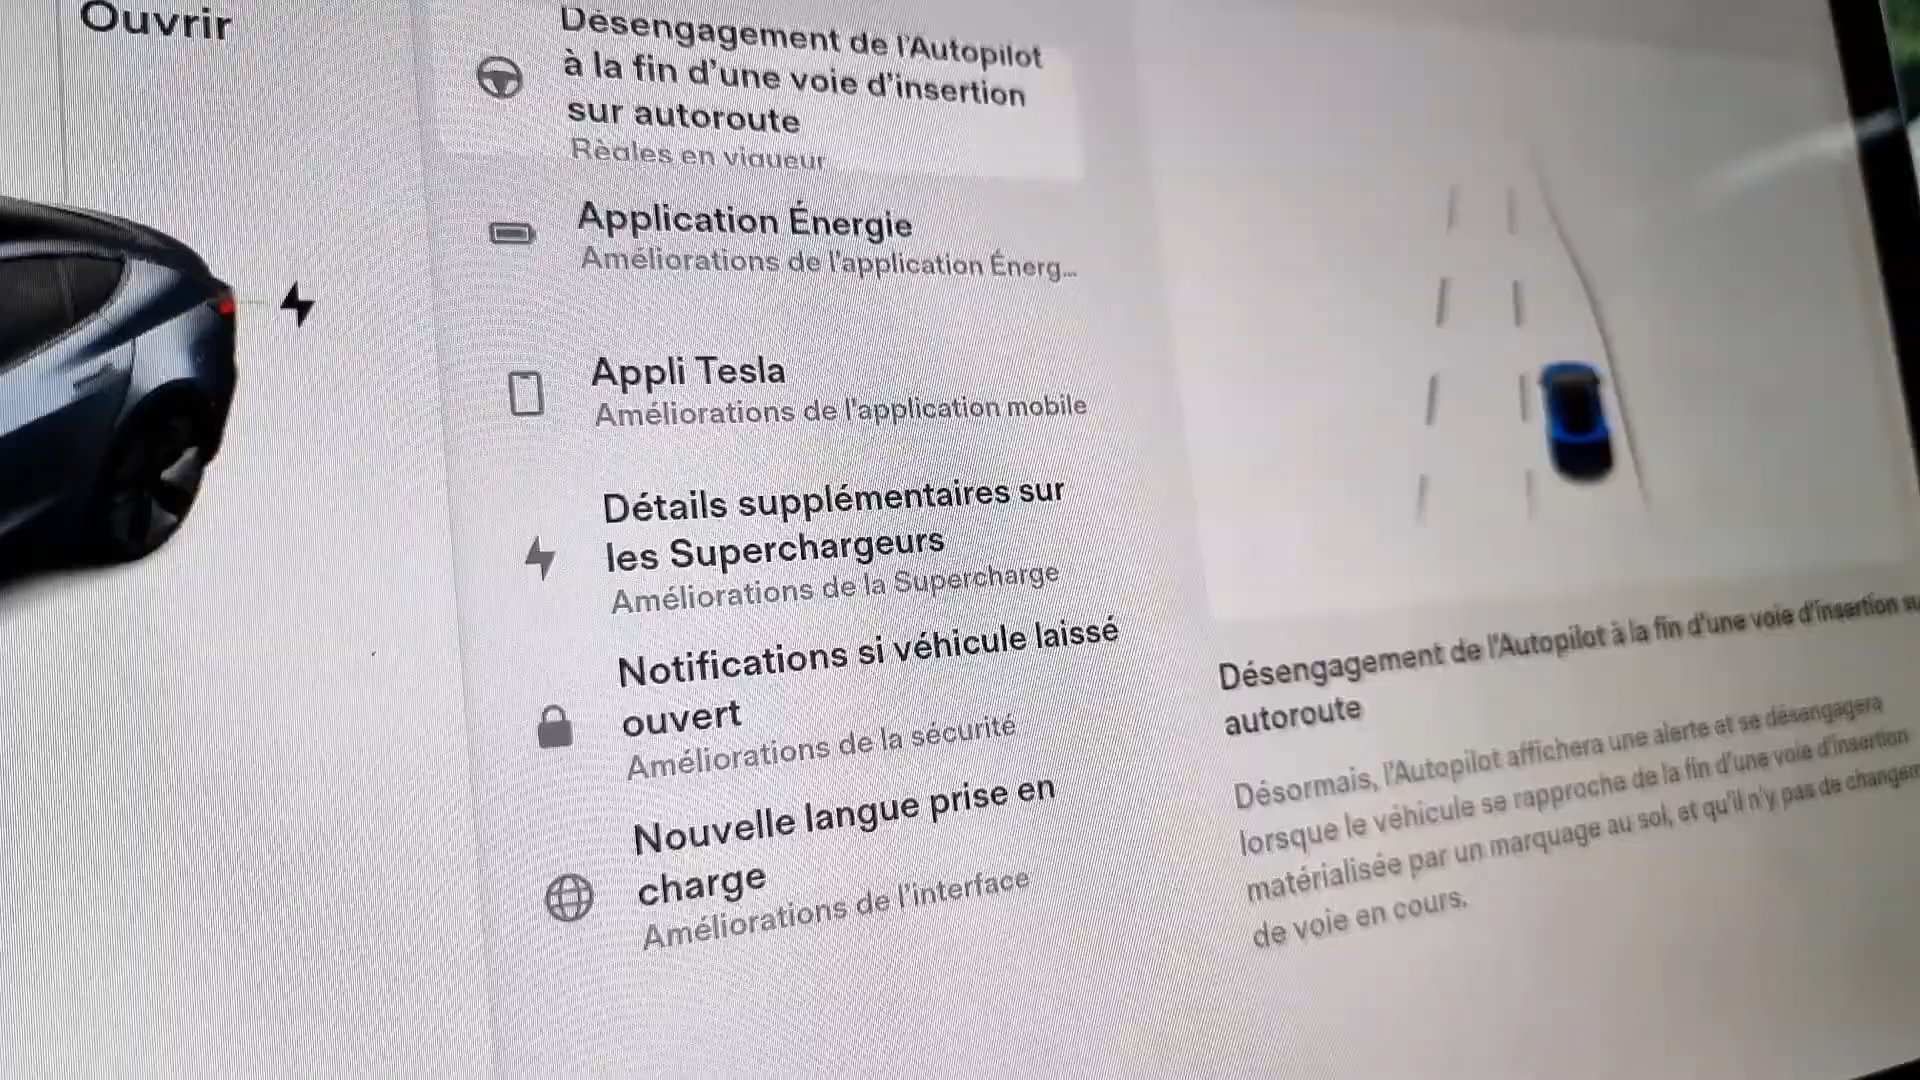 Ouvrir
Désengagement de l'Autopilot
à la fin d'une voie d'insertion
sur autoroute
Règles en vigueur
Application Énergie
Améliorations de l'application Énerg...
Appli Tesla
Améliorations de l'application mobile
Détails supplémentaires sur
les Superchargeurs
Améliorations de la Supercharge
Notifications si véhicule laissé
ouvert
Améliorations de la sécurité
Nouvelle langue prise en
charge
Améliorations de l'interface
Désengagement de l'Autopilot à la fin d'une voie d'insertion su
autoroute
Désormais, l'Autopilot affichera une alerte et se désengagera
lorsque le véhicule se rapproche de la fin d'une voie d'insertion
matérialisée par un marquage au sol, et qu'il n'y pas de changem
de voie en cours.